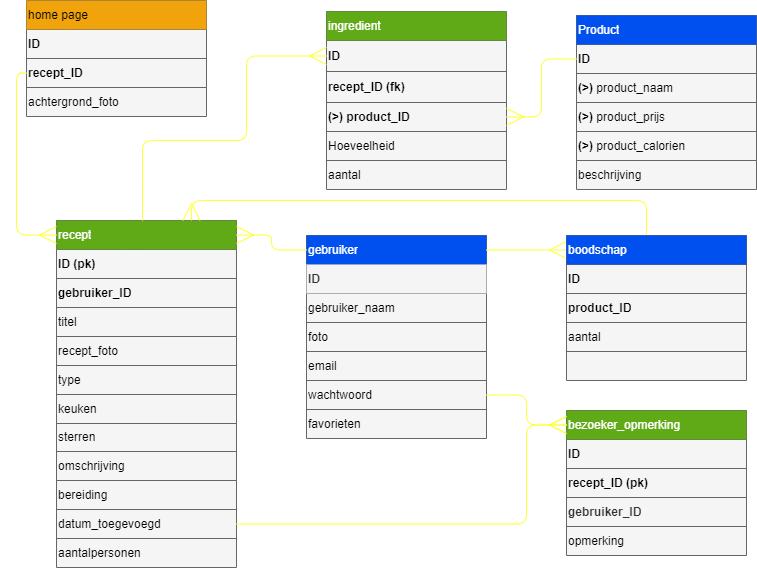 home page
ID
recept_ID
achtergrond_foto
ingredient
ID
recept_ID (fk)
(>) product_ID
Hoeveelheid
aantal
Product
ID
(>) product_naam
(>) product_prijs
(>) product_calorien
beschrijving
recept
ID (pk)
gebruiker_ID
titel
recept_foto
type
keuken
sterren
omschrijving
bereiding
datum_toegevoegd
aantalpersonen
gebruiker
ID
gebruiker_naam
foto
email
wachtwoord
favorieten
boodschap
ID
product_ID
aantal
bezoeker_opmerking
ID
recept_ID (pk)
gebruiker_ID
opmerking